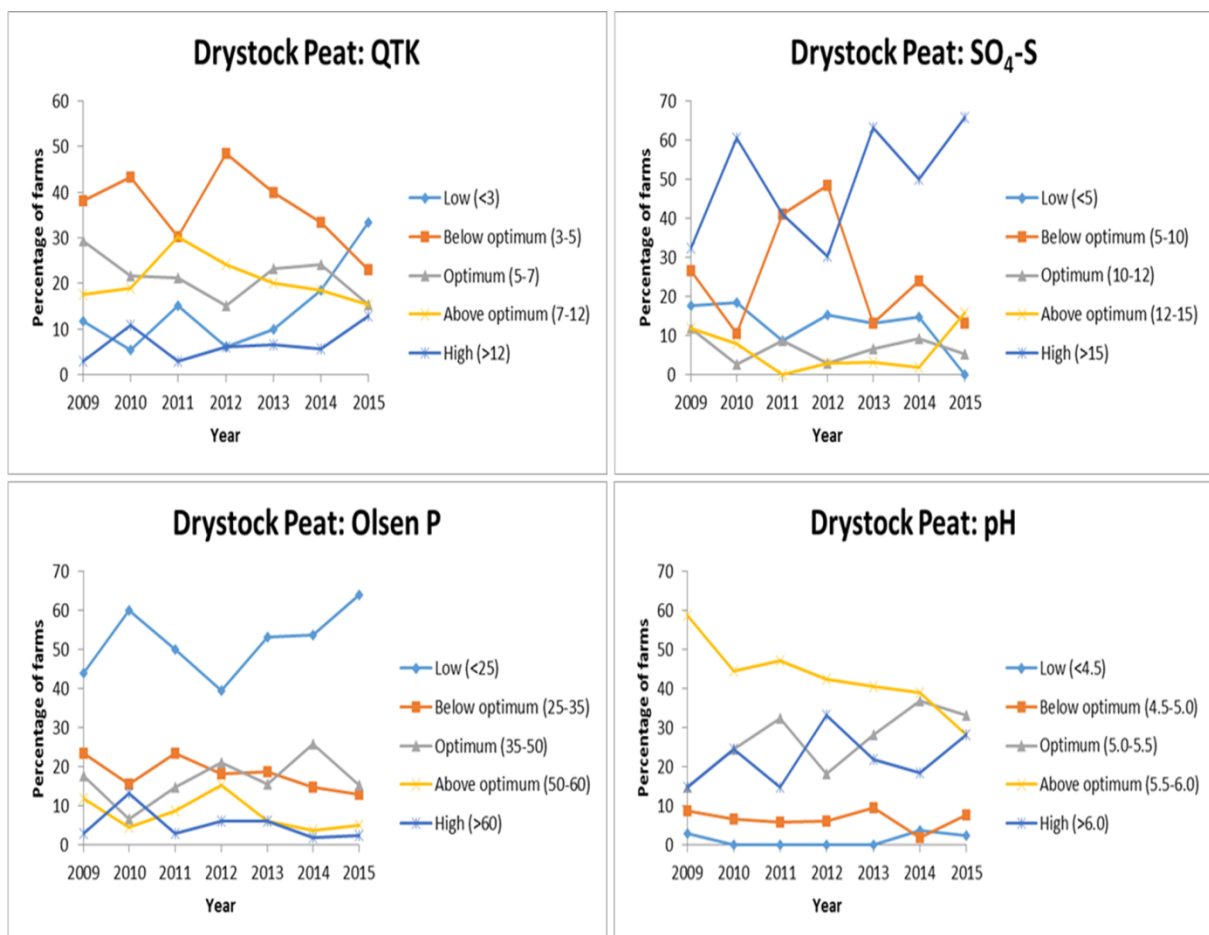 Drystock Peat: QTK
Percentage of farms
60
50
40
30
20
10
0
2009 2010 2011 2012 2013 2014 2015
Year
Low (<3)
Below optimum (3-5)
Optimum (5-7)
Above optimum (7-12)
High (>12)
Drystock Peat: SO₄-S
Percentage of farms
70
60
50
40
30
20
10
0
2009 2010 2011 2012 2013 2014 2015
Year
Low (<5)
Below optimum (5-10)
Optimum (10-12)
Above optimum (12-15)
High (>15)
Drystock Peat: Olsen P
Percentage of farms
70
60
50
40
30
20
10
0
2009 2010 2011 2012 2013 2014 2015
Year
Low (<25)
Below optimum (25-35)
Optimum (35-50)
Above optimum (50-60)
High (>60)
Drystock Peat: pH
Percentage of farms
70
60
50
40
30
20
10
0
2009 2010 2011 2012 2013 2014 2015
Year
Low (<4.5)
Below optimum (4.5-5.0)
Optimum (5.0-5.5)
Above optimum (5.5-6.0)
High (>6.0)